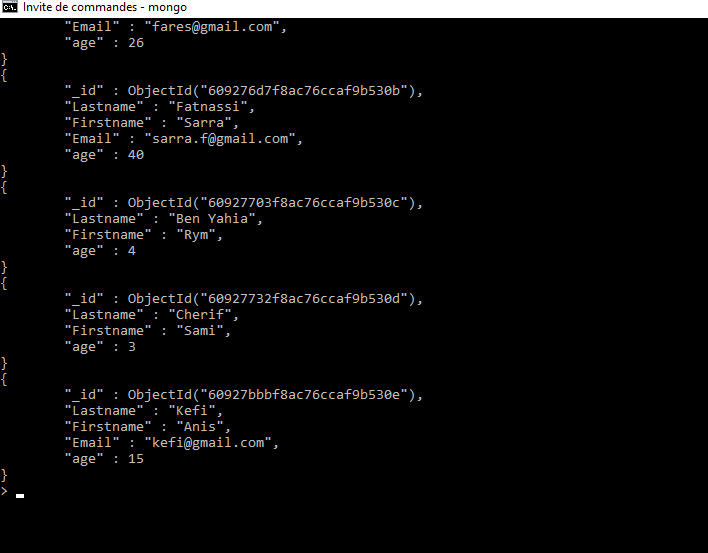 Invite de commandes - mongo
"Email" : "fares@gmail.com",
"age" : 26
}
{
"_id" : ObjectId("609276d7f8ac76ccaf9b530b"),
"Lastname" : "Fatnassi",
"Firstname" : "Sarra",
"Email" : "sarra.f@gmail.com",
"age" : 40
}
{
"_id" : ObjectId("60927703f8ac76ccaf9b530c"),
"Lastname" : "Ben Yahia",
"Firstname" : "Rym",
"age" : 4
}
{
"_id" : ObjectId("60927732f8ac76ccaf9b530d"),
"Lastname" : "Cherif",
"Firstname" : "Sami",
"age" : 3
}
{
"_id" : ObjectId("60927bbbf8ac76ccaf9b530e"),
"Lastname" : "Kefi",
"Firstname" : "Anis",
"Email" : "kefi@gmail.com",
"age" : 15
}
>